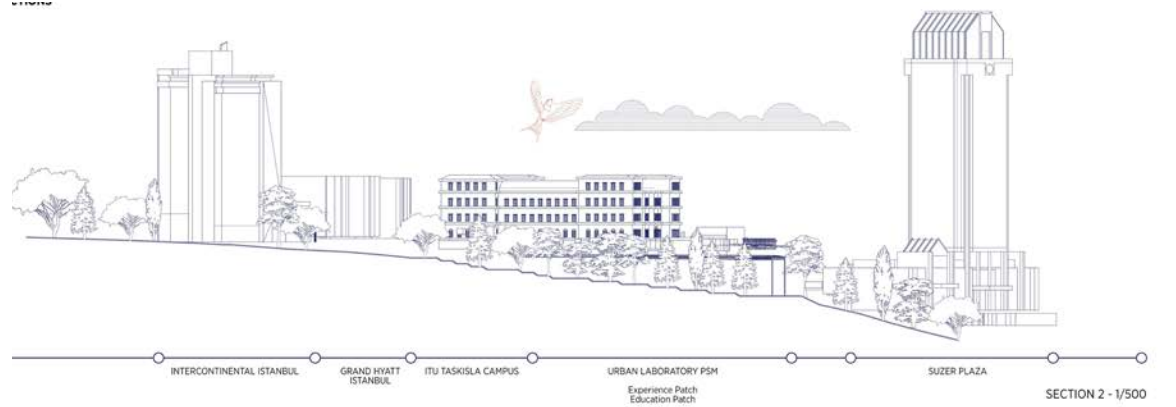 INTERCONTINENTAL ISTANBUL
GRAND HYATT
ISTANBUL
ITU TASKISLA CAMPUS
URBAN LABORATORY PSM
Experience Patch
Education Patch
SUZER PLAZA
SECTION 2 - 1/500